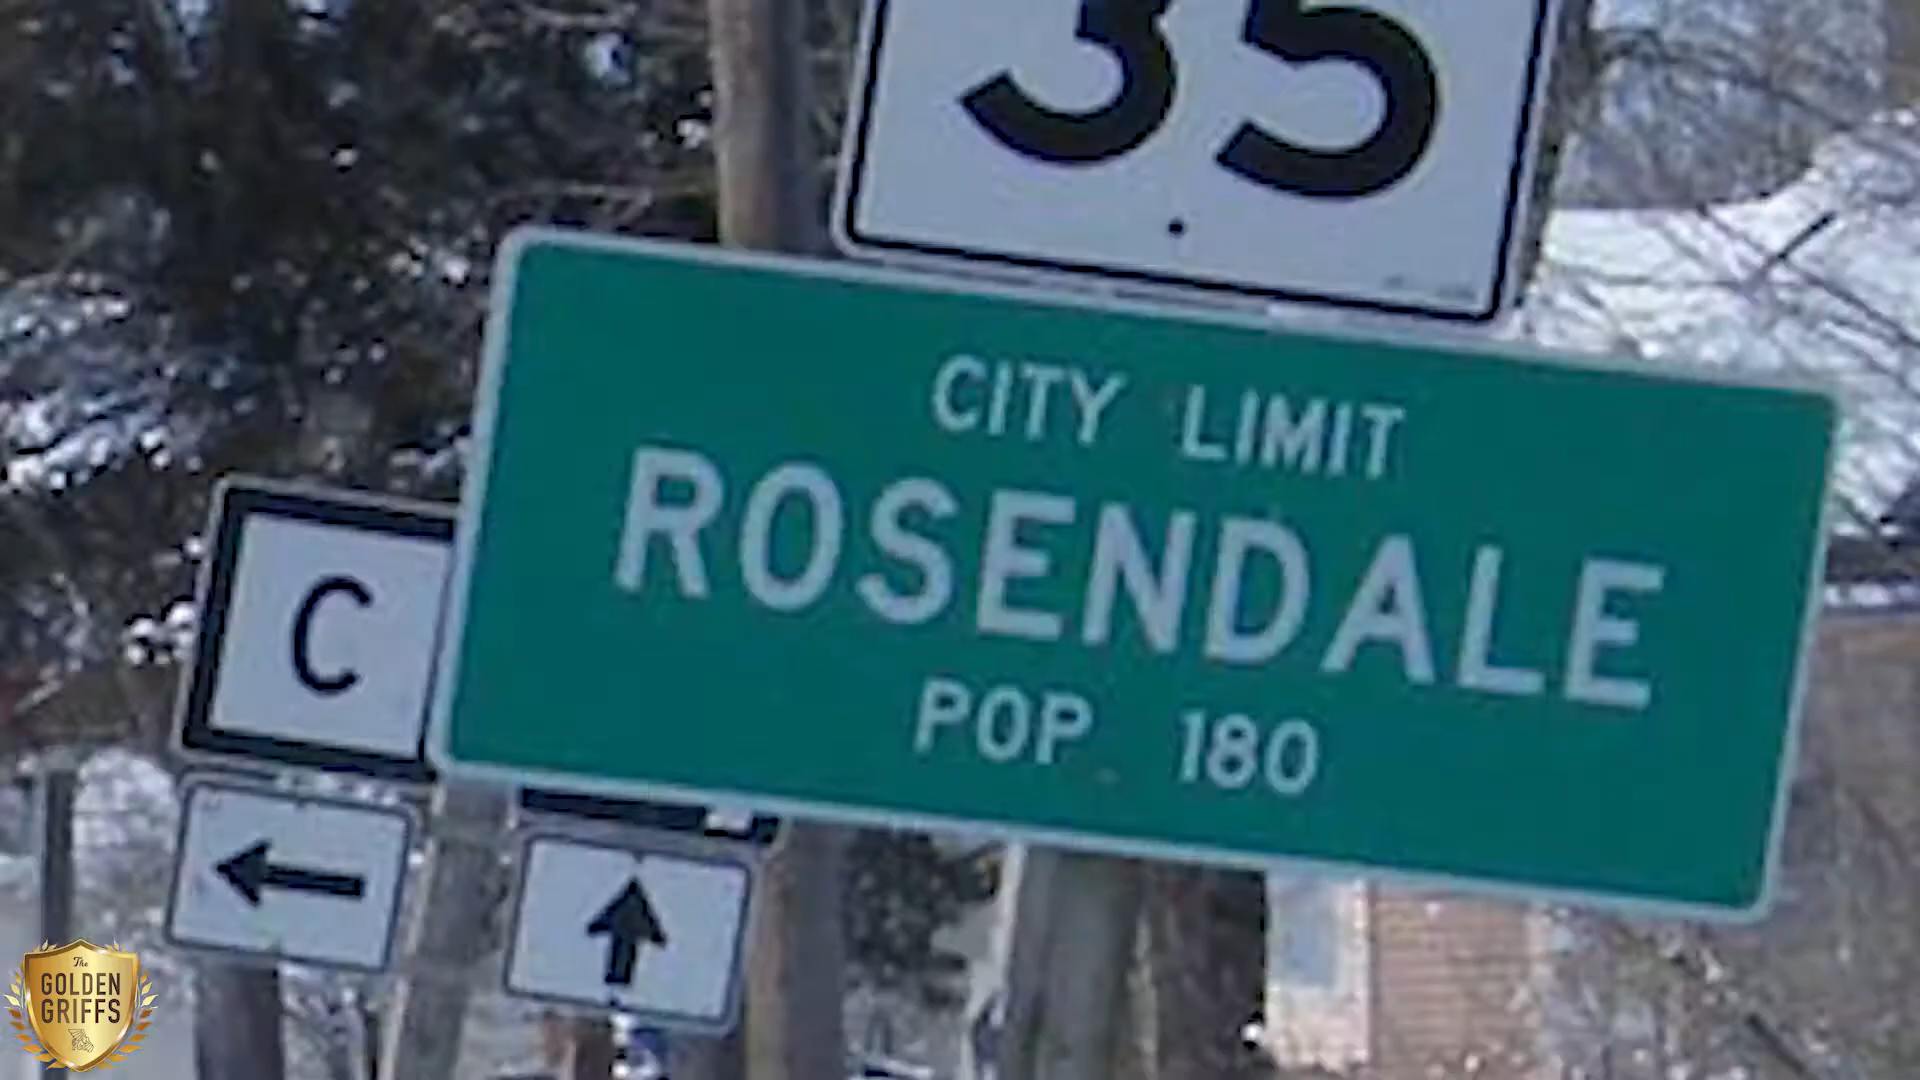 35
CITY LIMIT
ROSENDALE
POP 180
C
The
GOLDEN
GRIFFS